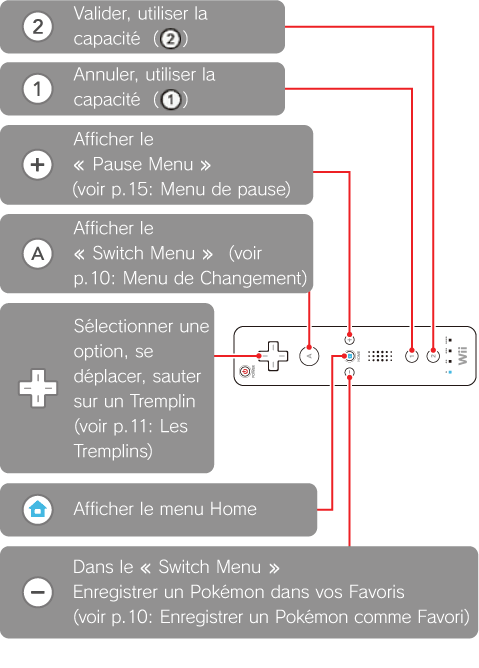 2 Valider, utiliser la
capacité (2)
1 Annuler, utiliser la
capacité (1)
+ Afficher le
« Pause Menu »
(voir p.15: Menu de pause)
A Afficher le
« Switch Menu » (voir
p.10: Menu de Changement)
Sélectionner une
option, se
déplacer, sauter
sur un Tremplin
(voir p.11: Les
Tremplins)
A
1
2
Wii
Afficher le menu Home
Dans le « Switch Menu »
− Enregistrer un Pokémon dans vos Favoris
(voir p.10: Enregistrer un Pokémon comme Favori)